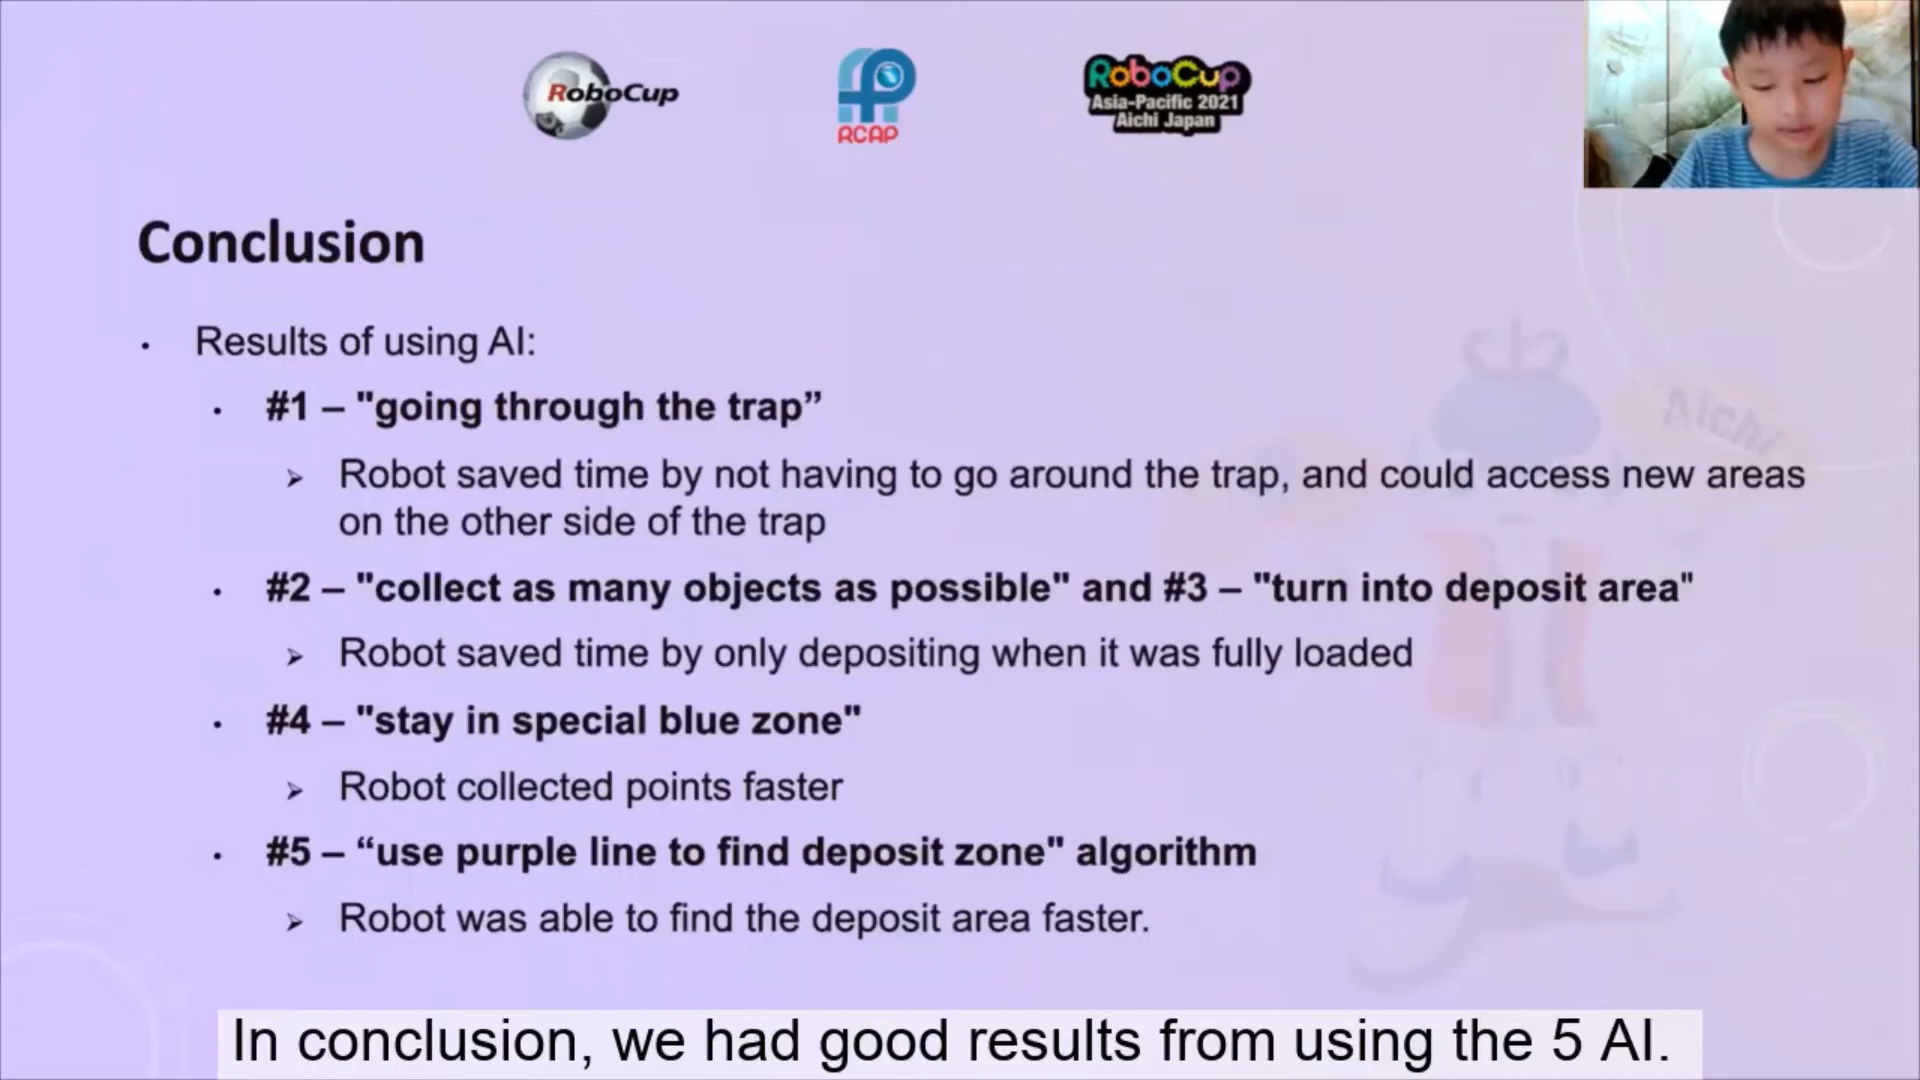 RoboCup
RCAP
RoboCup
Asia-Pacific 2021
Aichi Japan
Conclusion
• Results of using AI:
• #1 – "going through the trap”
➢ Robot saved time by not having to go around the trap, and could access new areas
on the other side of the trap
• #2 – "collect as many objects as possible" and #3 – "turn into deposit area"
➢ Robot saved time by only depositing when it was fully loaded
• #4 – "stay in special blue zone"
➢ Robot collected points faster
• #5 – “use purple line to find deposit zone" algorithm
➢ Robot was able to find the deposit area faster.
Aichi
In conclusion, we had good results from using the 5 AI.